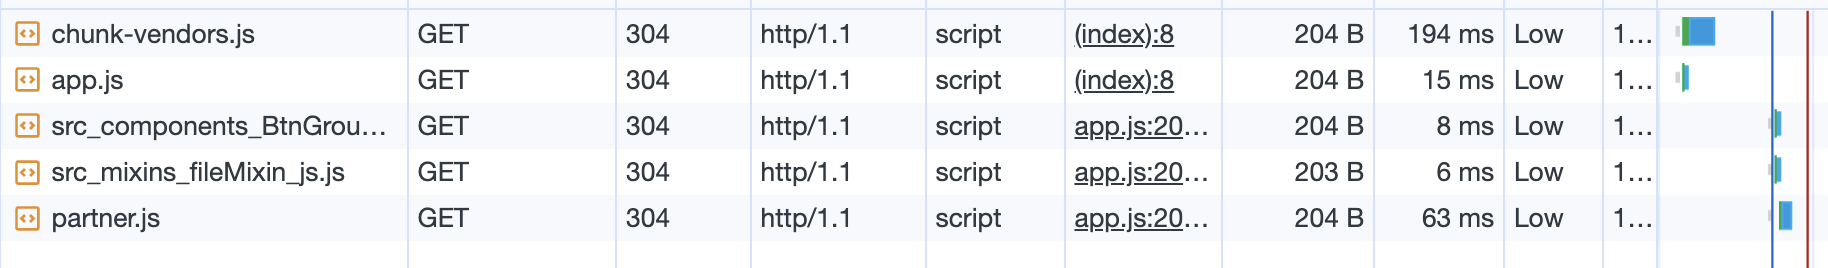 chunk-vendors.js GET 304 http/1.1 script (index):8 204 B 194 ms Low 1...
app.js GET 304 http/1.1 script (index):8 204 B 15 ms Low 1...
src_components_BtnGrou... GET 304 http/1.1 script app.js:20... 204 B 8 ms Low 1...
src_mixins_fileMixin_js.js GET 304 http/1.1 script app.js:20... 203 B 6 ms Low 1...
partner.js GET 304 http/1.1 script app.js:20... 204 B 63 ms Low 1...